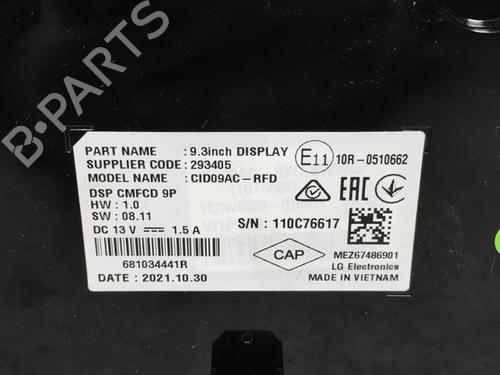 B-PARTS
PART NAME : 9.3inch DISPLAY
SUPPLIER CODE : 293405
MODEL NAME : CID09AC-RFD
DSP CMFCD 9P
HW : 1.0
SW : 08.11
DC 13 V 1.5 A
681034441R
DATE : 2021.10.30
E11 10R-0510662
EAC
S/N : 110C76617
CAP
MEZ67486901
LG Electronics
MADE IN VIETNAM